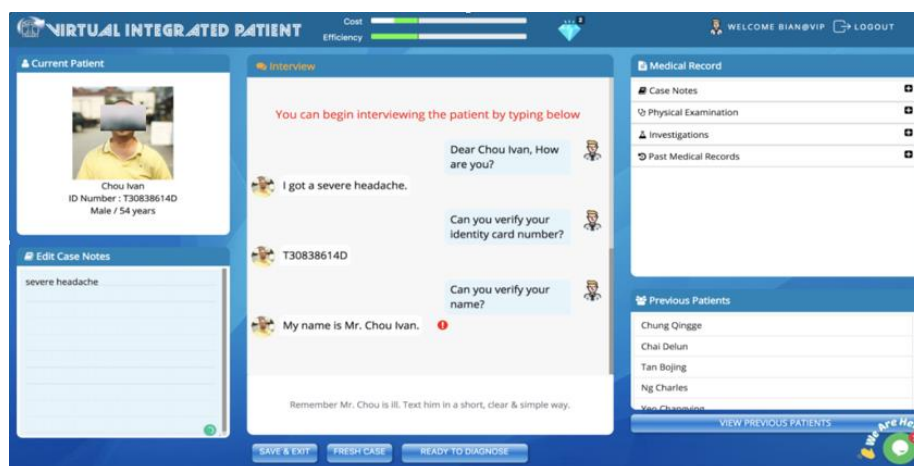 VIRTUAL INTEGRATED PATIENT
Cost
Efficiency
WELCOME BIAN@VIP
LOGOUT
Current Patient
Chou Ivan
ID Number : T30838614D
Male / 54 years
Edit Case Notes
severe headache
Interview
You can begin interviewing the patient by typing below
Dear Chou Ivan, How
are you?
I got a severe headache.
Can you verify your
identity card number?
T30838614D
Can you verify your
name?
My name is Mr. Chou Ivan.
Remember Mr. Chou is ill. Text him in a short, clear & simple way.
SAVE & EXIT
FRESH CASE
READY TO DIAGNOSE
Medical Record
Case Notes
Physical Examination
Investigations
Past Medical Records
Previous Patients
Chung Qingge
Chai Delun
Tan Bojing
Ng Charles
VIEW PREVIOUS PATIENTS
We Are He